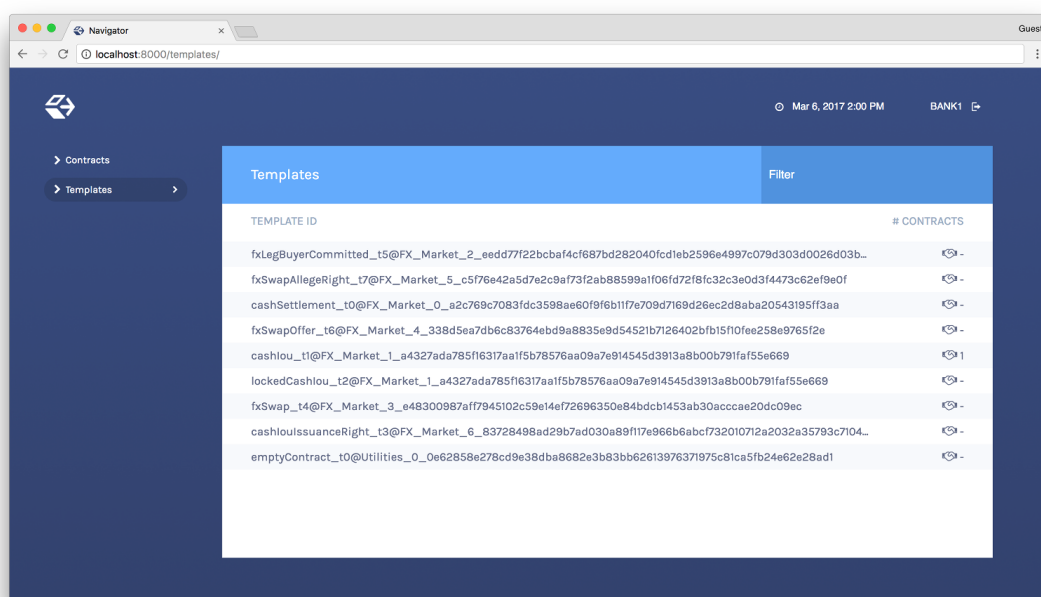 Navigator
Guest
localhost:8000/templates/
Mar 6, 2017 2:00 PM
BANK1
Contracts
Templates
Templates
Filter
TEMPLATE ID
# CONTRACTS
fxLegBuyerCommitted_t5@FX_Market_2_eedd77f22bcbaf4cf687bd282040fcd1eb2596e4997c079d303d0026d03b... -
fxSwapAllegeRight_t7@FX_Market_5_c5f76e42a5d7e2c9af73f2ab88599a1f06fd72f8fc32c3e0d3f4473c62ef9e0f -
cashSettlement_t0@FX_Market_0_a2c769c7083fdc3598ae60f9f6b11f7e709d7169d26ec2d8aba20543195ff3aa -
fxSwapOffer_t6@FX_Market_4_338d5ea7db6c83764ebd9a8835e9d54521b7126402bfb15f10fee258e9765f2e -
cashIou_t1@FX_Market_1_a4327ada785f16317aa1f5b78576aa09a7e914545d3913a8b00b791faf55e669 1
lockedCashIou_t2@FX_Market_1_a4327ada785f16317aa1f5b78576aa09a7e914545d3913a8b00b791faf55e669 -
fxSwap_t4@FX_Market_3_e48300987aff7945102c59e14ef72696350e84bdcb1453ab30acccae20dc09ec -
cashIouIssuanceRight_t3@FX_Market_6_83728498ad29b7ad030a89f117e966b6abcf732010712a2032a35793c7104... -
emptyContract_t0@Utilities_0_0e62858e278cd9e38dba8682e3b83bb62613976371975c81ca5fb24e62e28ad1 -